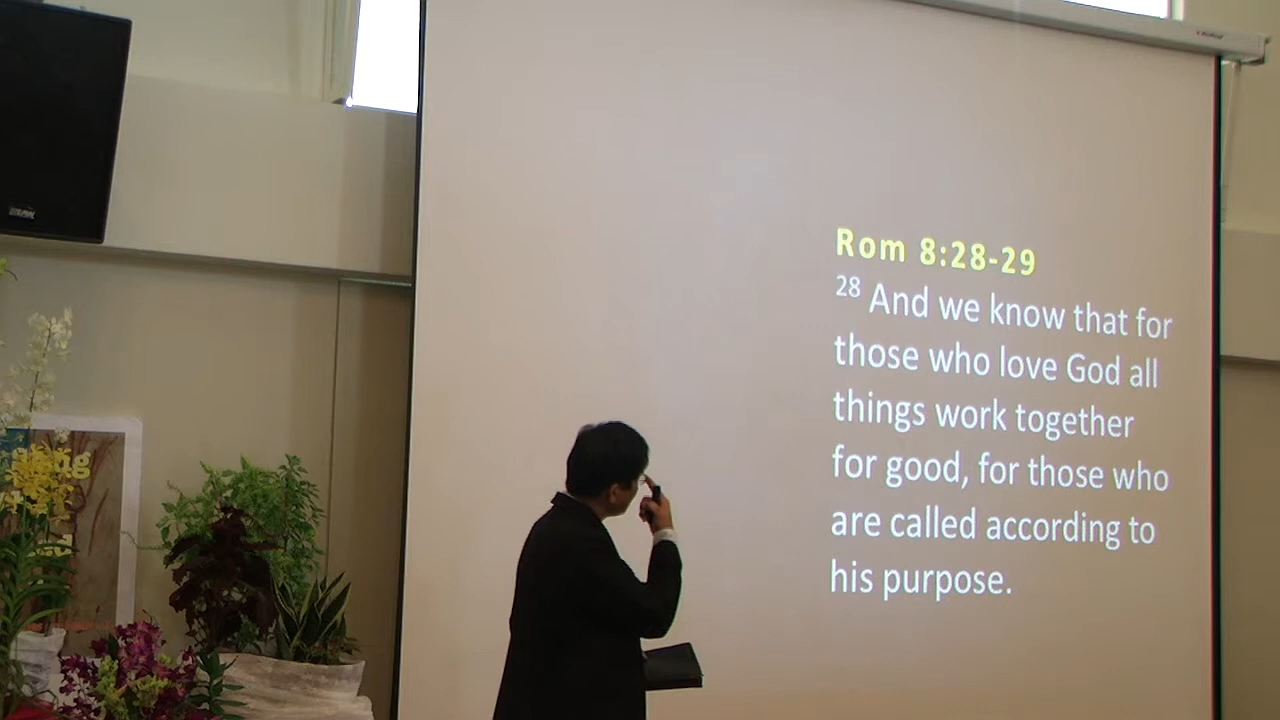 Rom 8:28-29
28 And we know that for
those who love God all
things work together
for good, for those who
are called according to
his purpose.